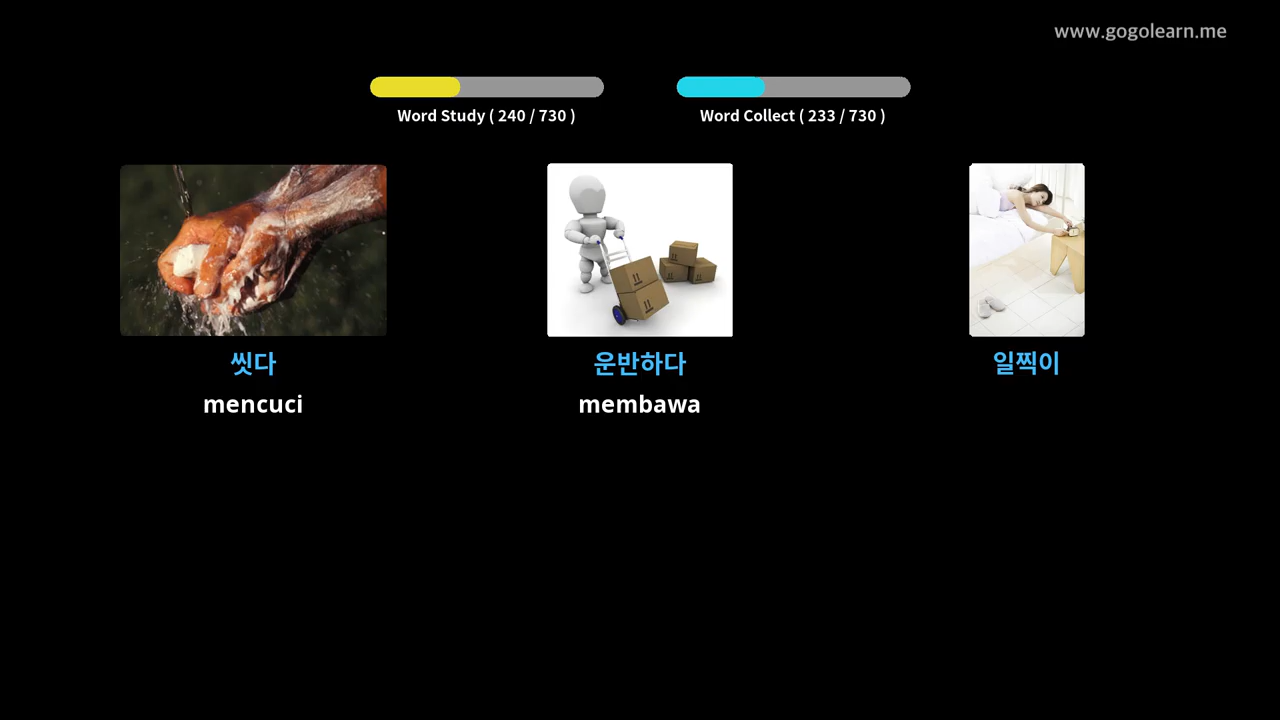 www.gogolearn.me
Word Study ( 240 / 730 )
Word Collect ( 233 / 730 )
씻다
운반하다
일찍이
mencuci
membawa